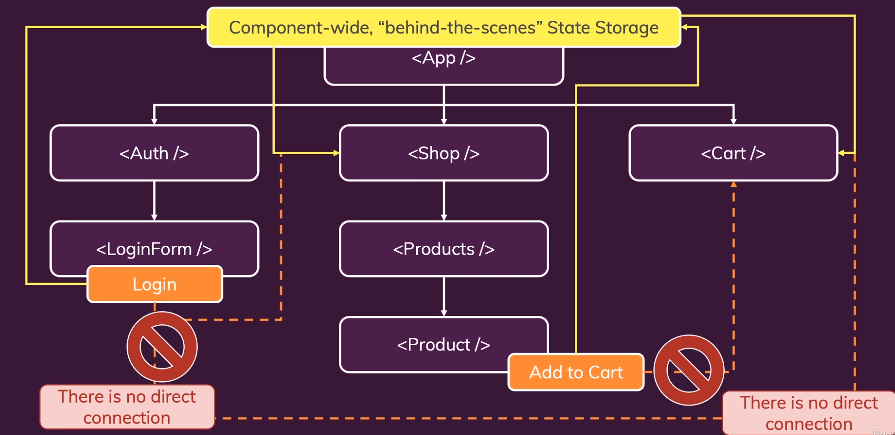 Component-wide, “behind-the-scenes” State Storage
<App />
<Auth />
<Shop />
<Cart />
<LoginForm />
<Products />
Login
<Product />
Add to Cart
There is no direct
connection
There is no direct
connection